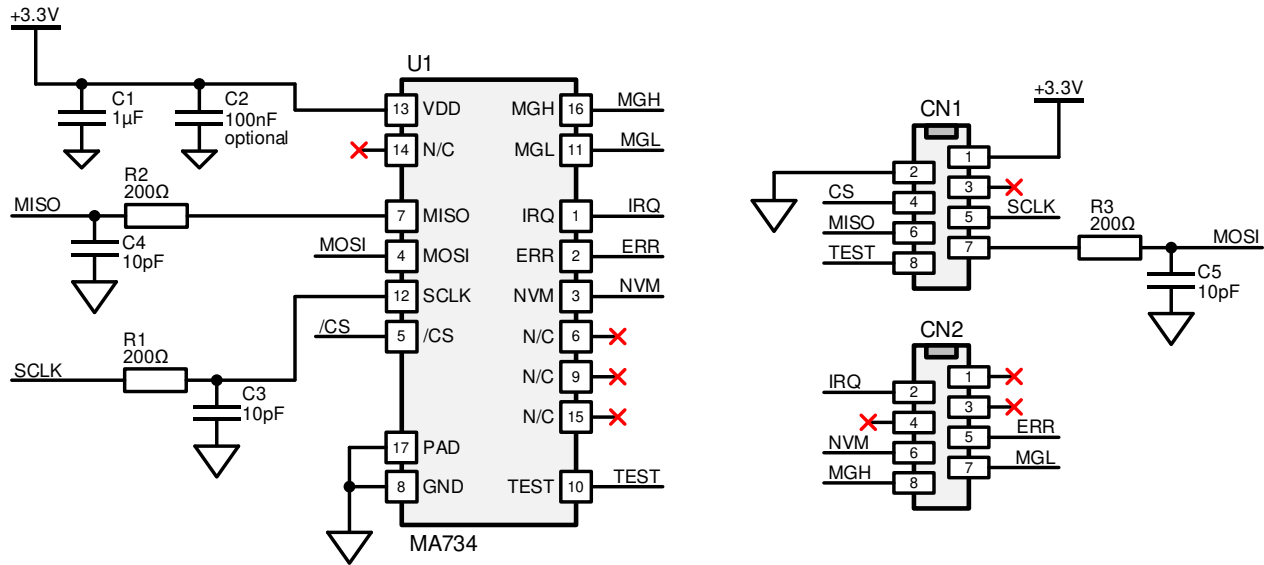 +3.3V
C1
1µF
C2
100nF
optional
R2
200Ω
MISO
C4
10pF
R1
200Ω
SCLK
C3
10pF
MOSI
/CS
U1
13 VDD
14 N/C
7 MISO
4 MOSI
12 SCLK
5 /CS
17 PAD
8 GND
MGH 16 MGH
MGL 11 MGL
IRQ 1 IRQ
ERR 2 ERR
NVM 3 NVM
N/C 6
N/C 9
N/C 15
TEST 10 TEST
MA734
+3.3V
CN1
1
2
3
CS 4
5 SCLK
MISO 6
7
TEST 8
R3
200Ω
MOSI
C5
10pF
CN2
1
IRQ 2
3
4
5 ERR
NVM 6
7 MGL
MGH 8